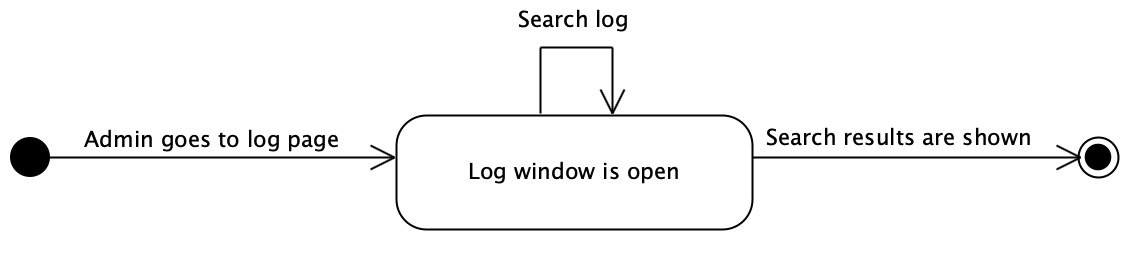 Search log
Admin goes to log page
Search results are shown
Log window is open